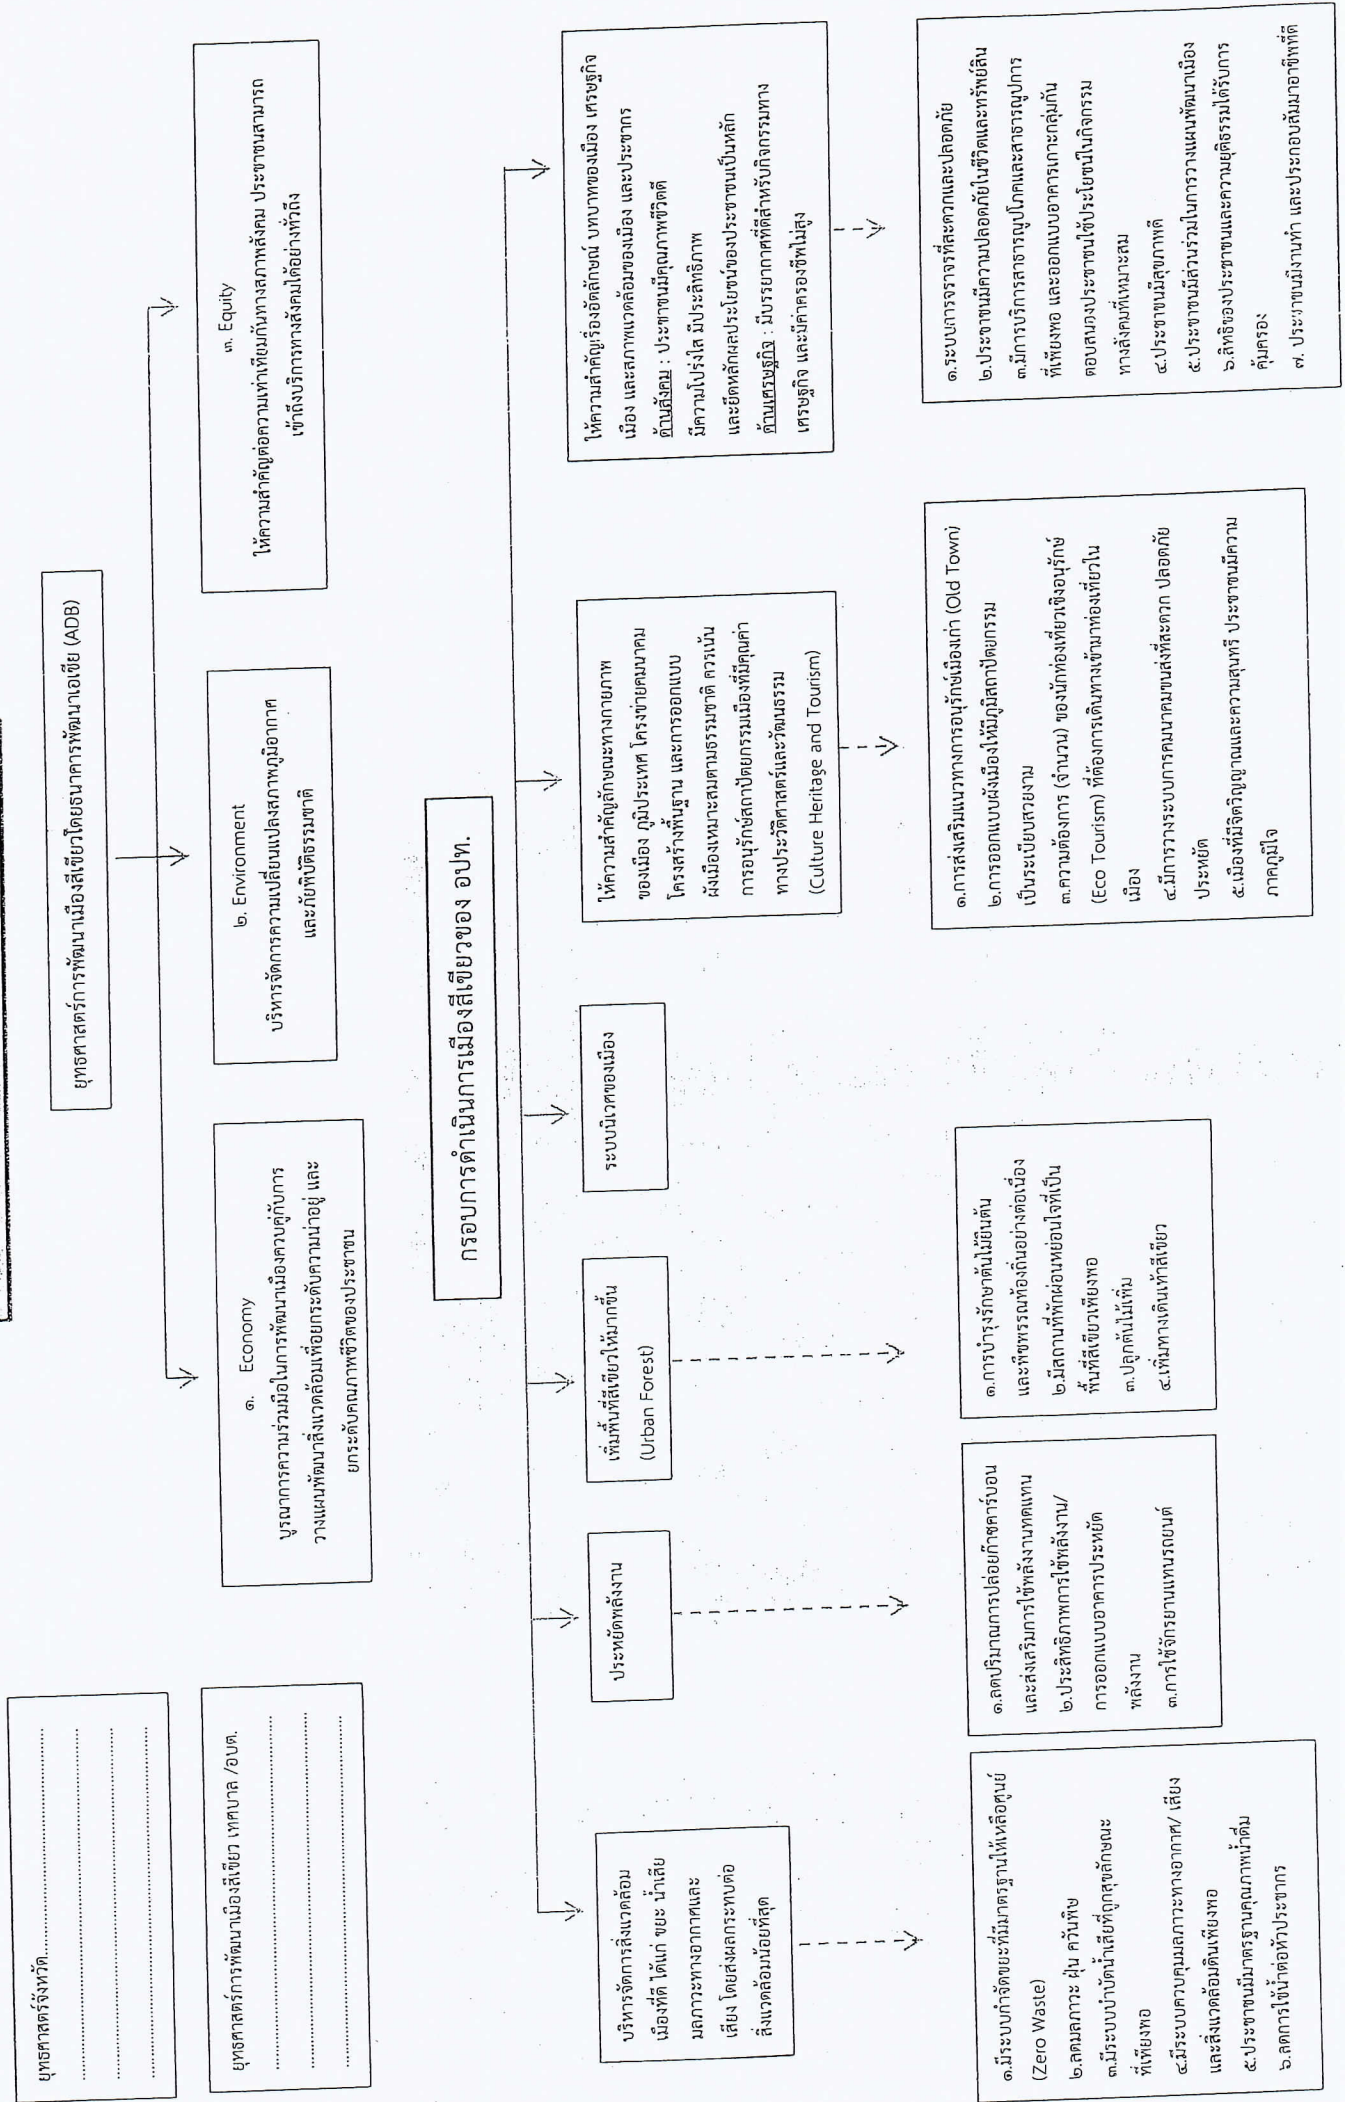 ยุทธศาสตร์จังหวัด
ยุทธศาสตร์การพัฒนาเมืองสีเขียว เทศบาล /อบต.
ยุทธศาสตร์การพัฒนาเมืองสีเขียวโดยธนาคารพัฒนาเอเชีย (ADB)
๑. Economy
บูรณาการความร่วมมือในการพัฒนาเมืองควบคู่กับการ
วางแผนพัฒนาสิ่งแวดล้อมเพื่อยกระดับความน่าอยู่ และ
ยกระดับคุณภาพชีวิตของประชาชน
๒. Environment
บริหารจัดการความเปลี่ยนแปลงสภาพภูมิอากาศ
และภัยพิบัติธรรมชาติ
๓. Equity
ให้ความสำคัญต่อความเท่าเทียมกันทางสภาพสังคม ประชาชนสามารถ
เข้าถึงบริการทางสังคมได้อย่างทั่วถึง
กรอบการดำเนินการเมืองสีเขียวของ อปท.
บริหารจัดการสิ่งแวดล้อม
เมืองที่ดี ได้แก่ ขยะ น้ำเสีย
มลภาวะทางอากาศและ
เสียง โดยส่งผลกระทบต่อ
สิ่งแวดล้อมน้อยที่สุด
ประหยัดพลังงาน
เพิ่มพื้นที่สีเขียวให้มากขึ้น
(Urban Forest)
ระบบนิเวศของเมือง
ให้ความสำคัญลักษณะทางกายภาพ
ของเมือง ภูมิประเทศ โครงข่ายคมนาคม
โครงสร้างพื้นฐาน และการออกแบบ
ผังเมืองเหมาะสมตามธรรมชาติ ควรเน้น
การอนุรักษ์สถาปัตยกรรมเมืองที่มีคุณค่า
ทางประวัติศาสตร์และวัฒนธรรม
(Culture Heritage and Tourism)
ให้ความสำคัญเรื่องอัตลักษณ์ บทบาทของเมือง เศรษฐกิจ
เมือง และสภาพแวดล้อมของเมือง และประชากร
ด้านสังคม : ประชาชนมีคุณภาพชีวิตดี
มีความโปร่งใส มีประสิทธิภาพ
และยึดหลักผลประโยชน์ของประชาชนเป็นหลัก
ด้านเศรษฐกิจ : มีบรรยากาศที่ดีสำหรับกิจกรรมทาง
เศรษฐกิจ และมีค่าครองชีพไม่สูง
๑.มีระบบกำจัดขยะที่มีมาตรฐานให้เหลือศูนย์
(Zero Waste)
๒.ลดมลภาวะ ฝุ่น ควันพิษ
๓.มีระบบบำบัดน้ำเสียที่ถูกสุขลักษณะ
ที่เพียงพอ
๔.มีระบบควบคุมมลภาวะทางอากาศ/ เสียง
และสิ่งแวดล้อมดินเพียงพอ
๕.ประชาชนมีมาตรฐานคุณภาพน้ำดื่ม
๖.ลดการใช้น้ำต่อหัวประชากร
๑.ลดปริมาณการปล่อยก๊าซคาร์บอน
และส่งเสริมการใช้พลังงานทดแทน
๒.ประสิทธิภาพการใช้พลังงาน/
การออกแบบอาคารประหยัด
พลังงาน
๓.การใช้จักรยานแทนรถยนต์
๑.การบำรุงรักษาต้นไม้ยืนต้น
และพืชพรรณท้องถิ่นอย่างต่อเนื่อง
๒.มีสถานที่พักผ่อนหย่อนใจที่เป็น
พื้นที่สีเขียวเพียงพอ
๓.ปลูกต้นไม้เพิ่ม
๔.เพิ่มทางเดินเท้าสีเขียว
๑.การส่งเสริมแนวทางการอนุรักษ์เมืองเก่า (Old Town)
๒.การออกแบบผังเมืองให้มีภูมิสถาปัตยกรรม
เป็นระเบียบสวยงาม
๓.ความต้องการ (จำนวน) ของนักท่องเที่ยวเชิงอนุรักษ์
(Eco Tourism) ที่ต้องการเดินทางเข้ามาท่องเที่ยวใน
เมือง
๔.มีการวางระบบการคมนาคมขนส่งที่สะดวก ปลอดภัย
ประหยัด
๕.เมืองที่มีจิตวิญญาณและความสุนทรี ประชาชนมีความ
ภาคภูมิใจ
๑.ระบบการจราจรที่สะดวกและปลอดภัย
๒.ประชาชนมีความปลอดภัยในชีวิตและทรัพย์สิน
๓.มีการบริการสาธารณูปโภคและสาธารณูปการ
ที่เพียงพอ และออกแบบอาคารเกาะกลุ่มกัน
ตอบสนองประชาชนใช้ประโยชน์ในกิจกรรม
ทางสังคมที่เหมาะสม
๔.ประชาชนมีสุขภาพดี
๕.ประชาชนมีส่วนร่วมในการวางแผนพัฒนาเมือง
๖.สิทธิของประชาชนและความยุติธรรมได้รับการ
คุ้มครอง
๗. ประชาชนมีงานทำ และประกอบสัมมาอาชีพที่ดี